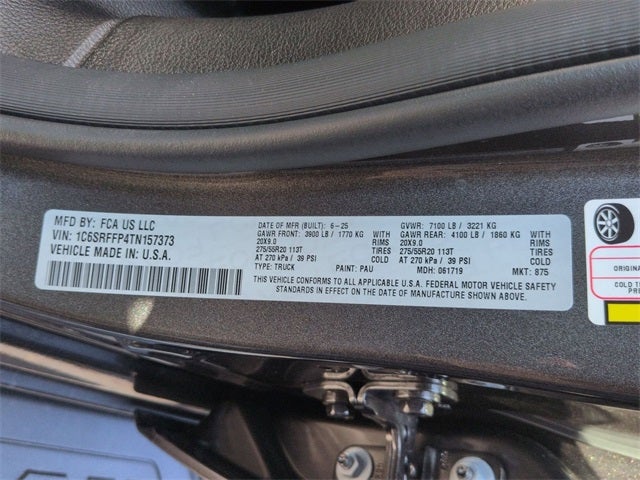 MFD BY: FCA US LLC
VIN: 1C6SRFFP4TN157373
VEHICLE MADE IN: U.S.A.
DATE OF MFR (BUILT): 6-25 GVWR: 7100 LB / 3221 KG
GAWR FRONT: 3900 LB / 1770 KG WITH GAWR REAR: 4100 LB / 1860 KG WITH
20X9.0 RIMS 20X9.0 RIMS
275/55R20 113T TIRES 275/55R20 113T TIRES
AT 270 kPa / 39 PSI COLD AT 270 kPa / 39 PSI COLD
TYPE: TRUCK PAINT: PAU MDH: 061719 MKT: 875
THIS VEHICLE CONFORMS TO ALL APPLICABLE U.S.A. FEDERAL MOTOR VEHICLE SAFETY
STANDARDS IN EFFECT ON THE DATE OF MANUFACTURE SHOWN ABOVE.
ORIGINA
COLD T
PRE